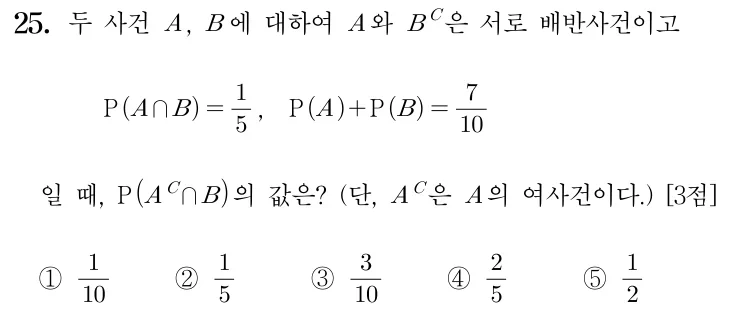 25. 두 사건 A, B에 대하여 A와 B^C은 서로 배반사건이고
P(A∩B)=1/5, P(A)+P(B)=7/10
일 때, P(A^C∩B)의 값은? (단, A^C은 A의 여사건이다.) [3점]
① 1/10 ② 1/5 ③ 3/10 ④ 2/5 ⑤ 1/2